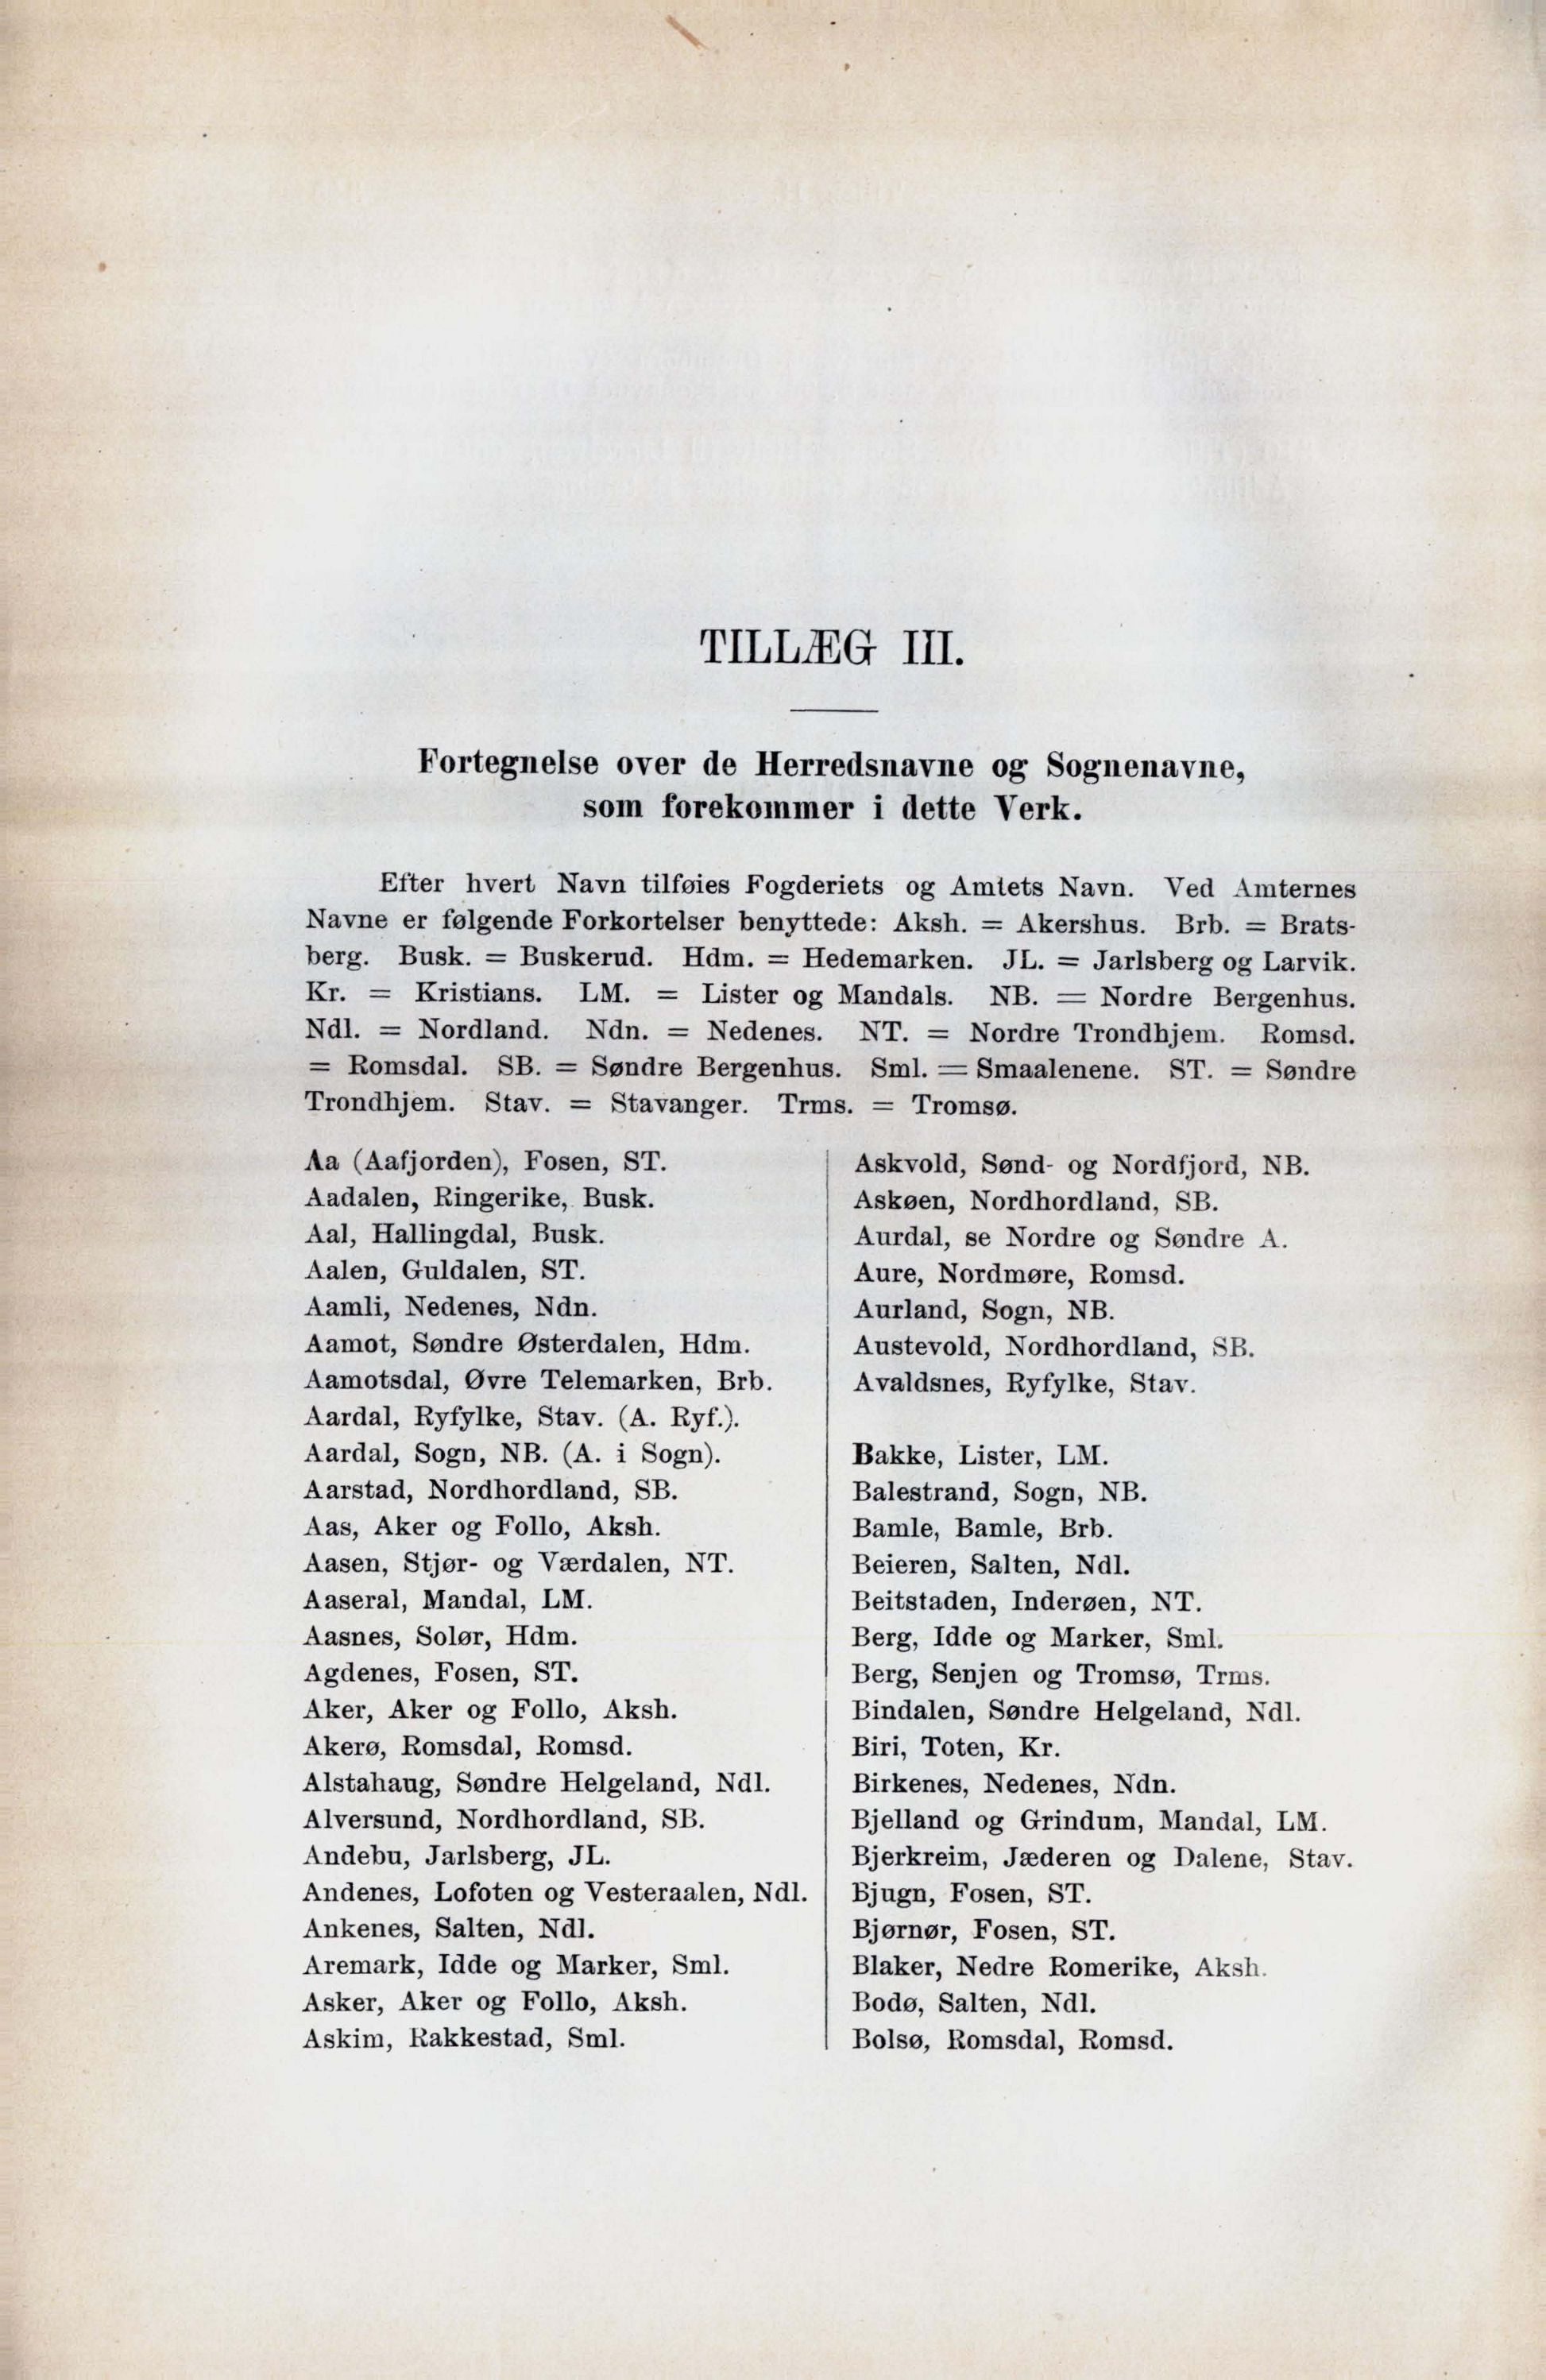 TILLÆG III.
Fortegnelse over de Herredsnavne og Sognenavne,
som forekommer i dette Verk.
Efter hvert Navn tilføies Fogderiets og Amtets Navn. Ved Amternes
Navne er følgende Forkortelser benyttede: Aksh. = Akershus. Brb. = Brats-
berg. Busk. = Buskerud. Hdm. = Hedemarken. JL. = Jarlsberg og Larvik.
Kr. = Kristians. LM. = Lister og Mandals. NB. = Nordre Bergenhus.
Ndl. = Nordland. Ndn. = Nedenes. NT. = Nordre Trondhjem. Romsd.
= Romsdal. SB. = Søndre Bergenhus. Sml. = Smaalenene. ST. = Søndre
Trondhjem. Stav. = Stavanger. Trms. = Tromsø.
Aa (Aafjorden), Fosen, ST.
Aadalen, Ringerike, Busk.
Aal, Hallingdal, Busk.
Aalen, Guldalen, ST.
Aamli, Nedenes, Ndn.
Aamot, Søndre Østerdalen, Hdm.
Aamotsdal, Øvre Telemarken, Brb.
Aardal, Ryfylke, Stav. (A. Ryf.).
Aardal, Sogn, NB. (A. i Sogn).
Aarstad, Nordhordland, SB.
Aas, Aker og Follo, Aksh.
Aasen, Stjør- og Værdalen, NT.
Aaseral, Mandal, LM.
Aasnes, Solør, Hdm.
Agdenes, Fosen, ST.
Aker, Aker og Follo, Aksh.
Akerø, Romsdal, Romsd.
Alstahaug, Søndre Helgeland, Ndl.
Alversund, Nordhordland, SB.
Andebu, Jarlsberg, JL.
Andenes, Lofoten og Vesteraalen, Ndl.
Ankenes, Salten, Ndl.
Aremark, Idde og Marker, Sml.
Asker, Aker og Follo, Aksh.
Askim, Rakkestad, Sml.
Askvold, Sønd- og Nordfjord, NB.
Askøen, Nordhordland, SB.
Aurdal, se Nordre og Søndre A.
Aure, Nordmøre, Romsd.
Aurland, Sogn, NB.
Austevold, Nordhordland, SB.
Avaldsnes, Ryfylke, Stav.
Bakke, Lister, LM.
Balestrand, Sogn, NB.
Bamle, Bamle, Brb.
Beieren, Salten, Ndl.
Beitstaden, Inderøen, NT.
Berg, Idde og Marker, Sml.
Berg, Senjen og Tromsø, Trms.
Bindalen, Søndre Helgeland, Ndl.
Biri, Toten, Kr.
Birkenes, Nedenes, Ndn.
Bjelland og Grindum, Mandal, LM.
Bjerkreim, Jæderen og Dalene, Stav.
Bjugn, Fosen, ST.
Bjørnør, Fosen, ST.
Blaker, Nedre Romerike, Aksh.
Bodø, Salten, Ndl.
Bolsø, Romsdal, Romsd.